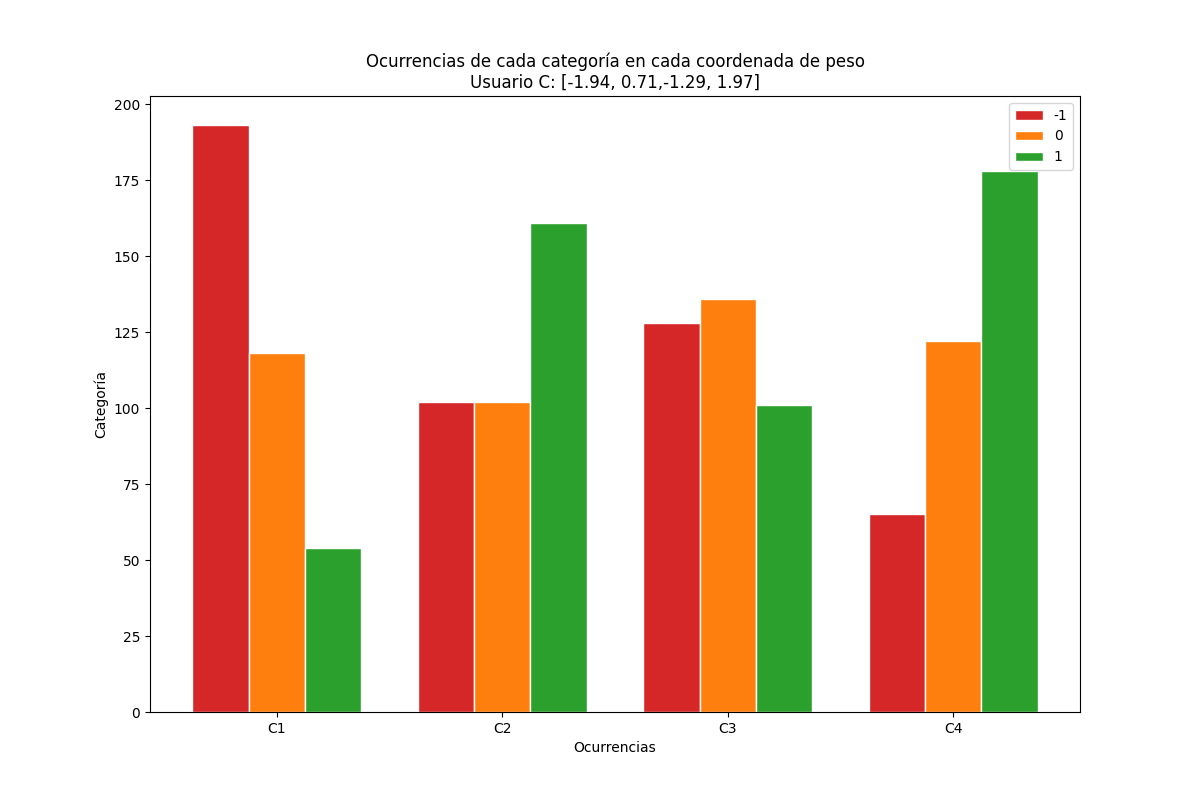 Ocurrencias de cada categoría en cada coordenada de peso
Usuario C: [-1.94, 0.71,-1.29, 1.97]
-1
0
1
200
175
150
125
100
75
50
25
0
Categoría
C1 C2 C3 C4
Ocurrencias